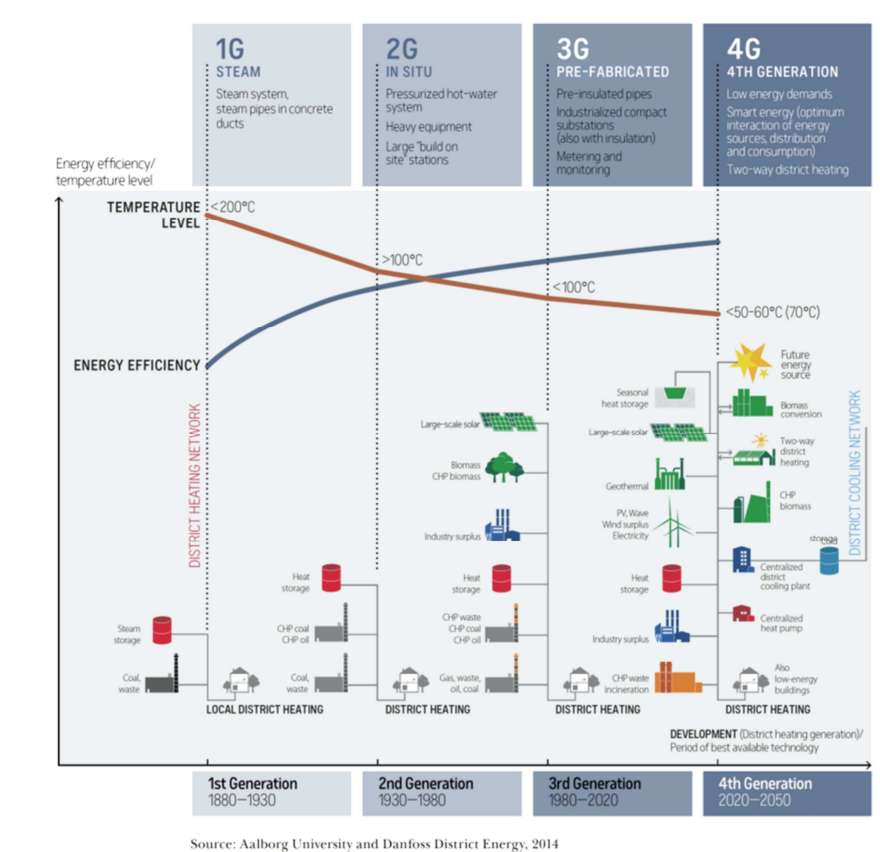 1G
STEAM
Steam system,
steam pipes in concrete
ducts
2G
IN SITU
Pressurized hot-water
system
Heavy equipment
Large "build on
site" stations
3G
PRE-FABRICATED
Pre-insulated pipes
Industrialized compact
substations
(also with insulation)
Metering and
monitoring
4G
4TH GENERATION
Low energy demands
Smart energy (optimum
interaction of energy
sources, distribution
and consumption)
Two-way district heating
Energy efficiency/
temperature level
TEMPERATURE
LEVEL
<200°C
>100°C
<100°C
<50-60°C (70°C)
ENERGY EFFICIENCY
DISTRICT HEATING NETWORK
Steam
storage
Coal,
waste
LOCAL DISTRICT HEATING
Heat
storage
CHP coal
CHP oil
Coal,
waste
DISTRICT HEATING
Large-scale solar
Biomass
CHP biomass
Industry surplus
Heat
storage
CHP waste
CHP coal
CHP oil
Gas, waste,
oil, coal
DISTRICT HEATING
Seasonal
heat storage
Large-scale solar
Geothermal
PV, Wave
Wind surplus
Electricity
Heat
storage
Industry surplus
CHP waste
incineration
DISTRICT HEATING
Future
energy
source
Biomass
conversion
Two-way
district
heating
CHP
biomass
Centralized
district
cooling plant
Cold
storage
Centralized
heat pump
Also
low-energy
buildings
DISTRICT COOLING NETWORK
DEVELOPMENT (District heating generation)/
Period of best available technology
1st Generation
1880—1930
2nd Generation
1930—1980
3rd Generation
1980—2020
4th Generation
2020—2050
Source: Aalborg University and Danfoss District Energy, 2014